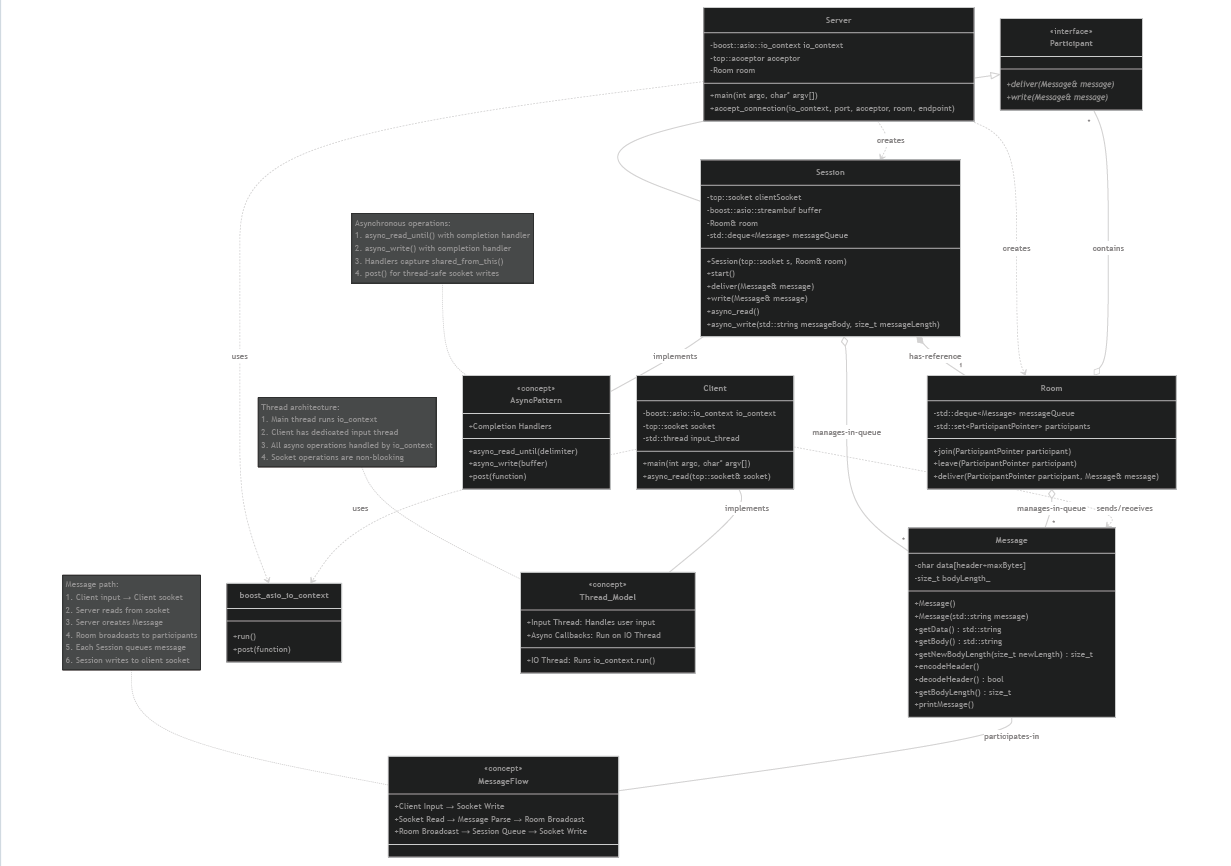 Server
-boost::asio::io_context io_context
-tcp::acceptor acceptor
-Room room
+main(int argc, char* argv[])
+accept_connection(io_context, port, acceptor, room, endpoint)
«interface»
Participant
+deliver(Message& message)
+write(Message& message)
*
creates
Session
-tcp::socket clientSocket
-boost::asio::streambuf buffer
-Room& room
-std::deque<Message> messageQueue
+Session(tcp::socket s, Room& room)
+start()
+deliver(Message& message)
+write(Message& message)
+async_read()
+async_write(std::string messageBody, size_t messageLength)
Asynchronous operations:
1. async_read_until() with completion handler
2. async_write() with completion handler
3. Handlers capture shared_from_this()
4. post() for thread-safe socket writes
creates
contains
uses
implements
has-reference
1
«concept»
AsyncPattern
+Completion Handlers
+async_read_until(delimiter)
+async_write(buffer)
+post(function)
Client
-boost::asio::io_context io_context
-tcp::socket socket
-std::thread input_thread
+main(int argc, char* argv[])
+async_read(tcp::socket& socket)
manages-in-queue
Room
-std::deque<Message> messageQueue
-std::set<ParticipantPointer> participants
+join(ParticipantPointer participant)
+leave(ParticipantPointer participant)
+deliver(ParticipantPointer participant, Message& message)
Thread architecture:
1. Main thread runs io_context
2. Client has dedicated input thread
3. All async operations handled by io_context
4. Socket operations are non-blocking
uses
implements
manages-in-queue
sends/receives
*
*
Message
-char data[header+maxBytes]
-size_t bodyLength_
+Message()
+Message(std::string message)
+getData() : std::string
+getBody() : std::string
+getNewBodyLength(size_t newLength) : size_t
+encodeHeader()
+decodeHeader() : bool
+getBodyLength() : size_t
+printMessage()
Message path:
1. Client input → Client socket
2. Server reads from socket
3. Server creates Message
4. Room broadcasts to participants
5. Each Session queues message
6. Session writes to client socket
boost_asio_io_context
+run()
+post(function)
«concept»
Thread_Model
+Input Thread: Handles user input
+Async Callbacks: Run on IO Thread
+IO Thread: Runs io_context.run()
participates-in
«concept»
MessageFlow
+Client Input → Socket Write
+Socket Read → Message Parse → Room Broadcast
+Room Broadcast → Session Queue → Socket Write